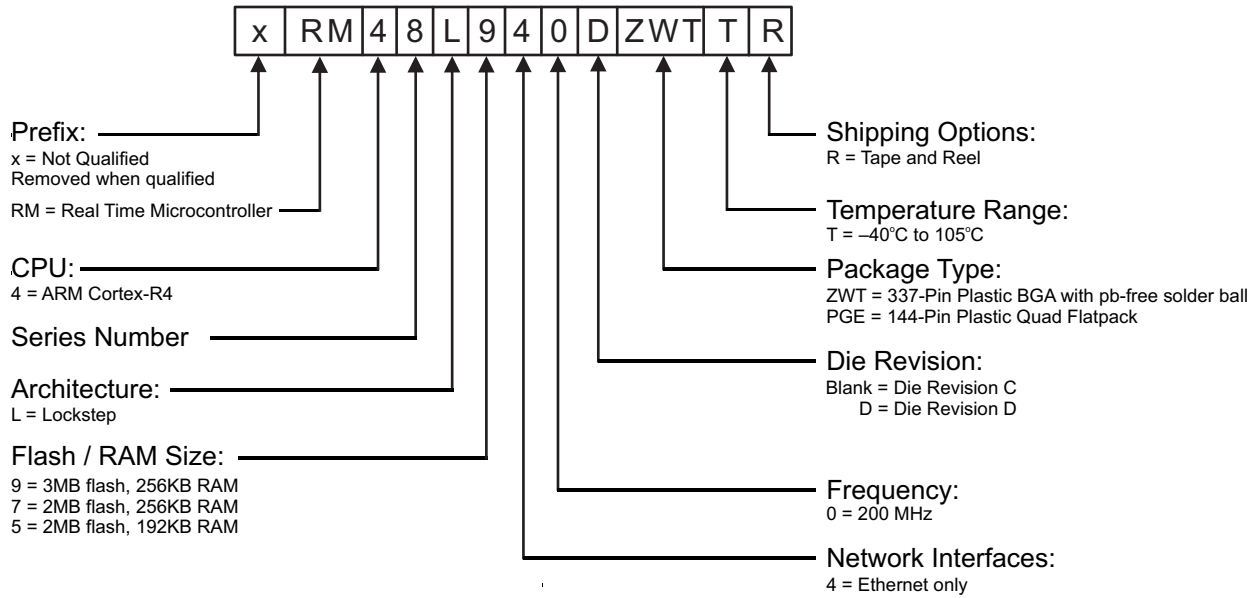 x RM 4 8 L 9 4 0 D ZWT T R
Prefix:
x = Not Qualified
Removed when qualified
RM = Real Time Microcontroller
CPU:
4 = ARM Cortex-R4
Series Number
Architecture:
L = Lockstep
Flash / RAM Size:
9 = 3MB flash, 256KB RAM
7 = 2MB flash, 256KB RAM
5 = 2MB flash, 192KB RAM
Shipping Options:
R = Tape and Reel
Temperature Range:
T = –40°C to 105°C
Package Type:
ZWT = 337-Pin Plastic BGA with pb-free solder ball
PGE = 144-Pin Plastic Quad Flatpack
Die Revision:
Blank = Die Revision C
D = Die Revision D
Frequency:
0 = 200 MHz
Network Interfaces:
4 = Ethernet only